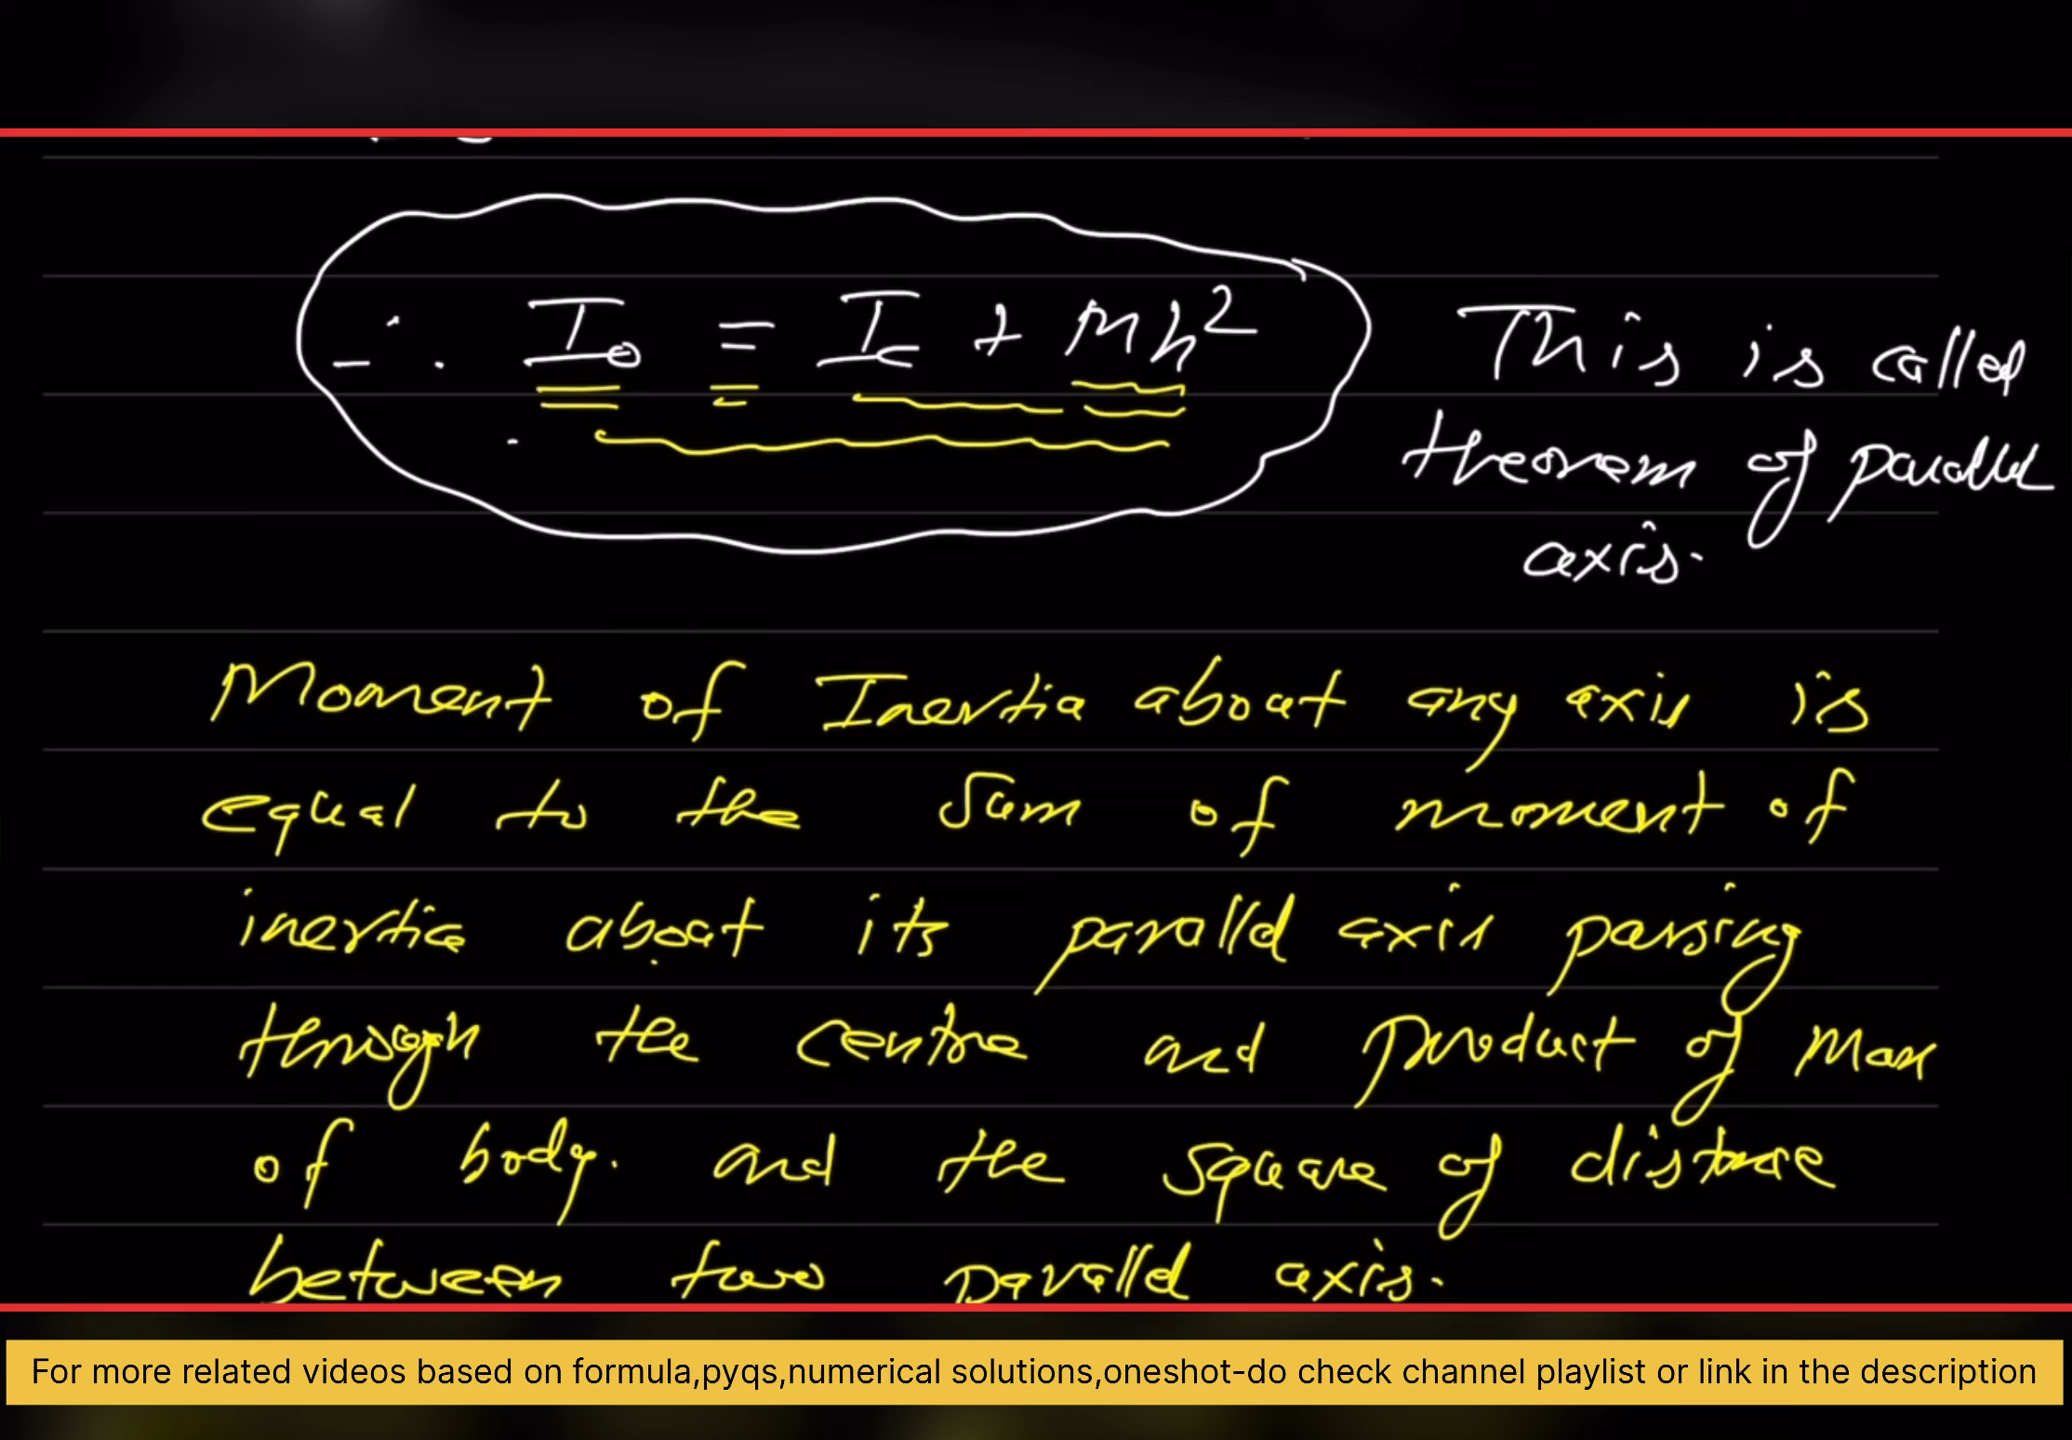 ∴ I₀ = I_C + Mh²
This is called
theorem of parallel
axis.
Moment of Inertia about any axis is
equal to the sum of moment of
inertia about its parallel axis passing
through the centre and product of mass
of body. and the square of distance
between two parallel axis.
For more related videos based on formula,pyqs,numerical solutions,oneshot-do check channel playlist or link in the description